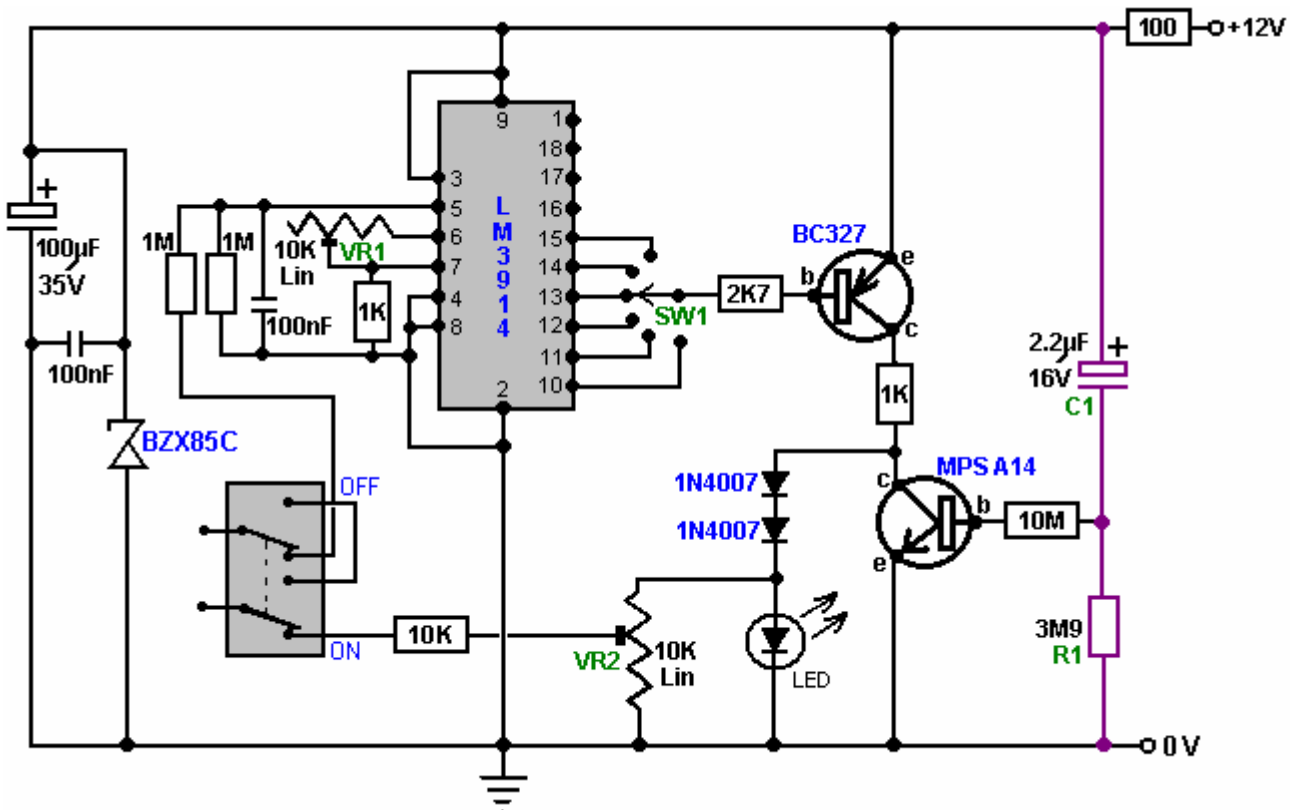 100
+12V
9
1
18
17
16
15
14
13
12
11
10
3
5
6
7
4
8
2
LM3914
100µF
35V
1M
1M
10K
Lin
VR1
1K
100nF
100nF
BZX85C
SW1
2K7
BC327
b
e
c
1K
2.2µF
16V
C1
MPSA14
c
b
e
10M
1N4007
1N4007
OFF
ON
10K
VR2
10K
Lin
LED
3M9
R1
0V